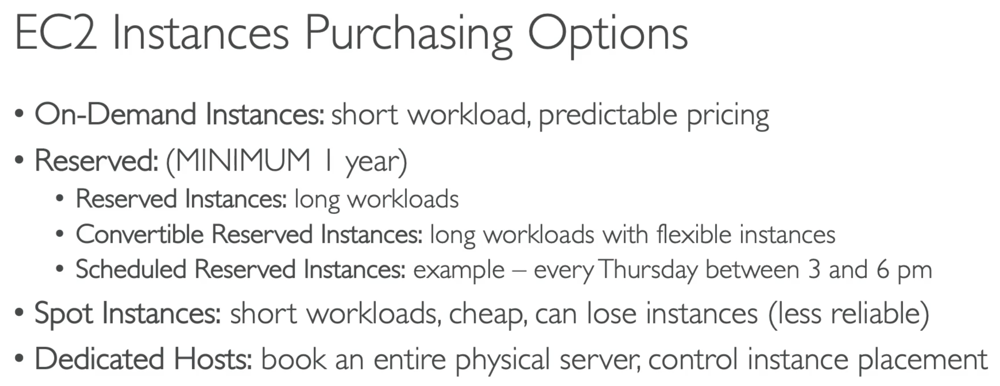 EC2 Instances Purchasing Options
• On-Demand Instances: short workload, predictable pricing
• Reserved: (MINIMUM 1 year)
• Reserved Instances: long workloads
• Convertible Reserved Instances: long workloads with flexible instances
• Scheduled Reserved Instances: example – every Thursday between 3 and 6 pm
• Spot Instances: short workloads, cheap, can lose instances (less reliable)
• Dedicated Hosts: book an entire physical server, control instance placement